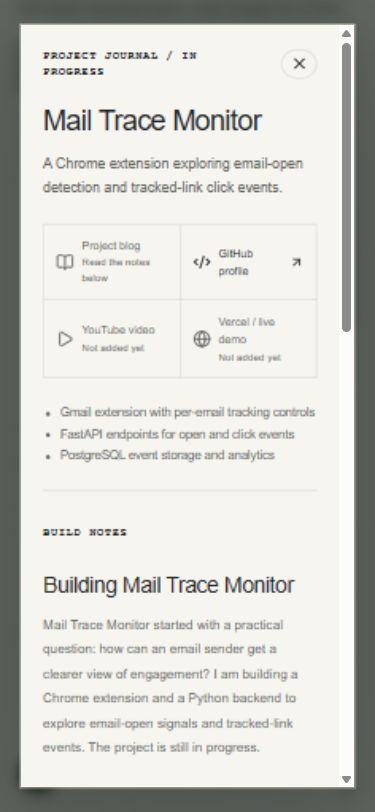 PROJECT JOURNAL / IN
PROGRESS
Mail Trace Monitor
A Chrome extension exploring email-open
detection and tracked-link click events.
Project blog
Read the notes
below
GitHub
profile
YouTube video
Not added yet
Vercel / live
demo
Not added yet
Gmail extension with per-email tracking controls
FastAPI endpoints for open and click events
PostgreSQL event storage and analytics
BUILD NOTES
Building Mail Trace Monitor
Mail Trace Monitor started with a practical
question: how can an email sender get a
clearer view of engagement? I am building a
Chrome extension and a Python backend to
explore email-open signals and tracked-link
events. The project is still in progress.